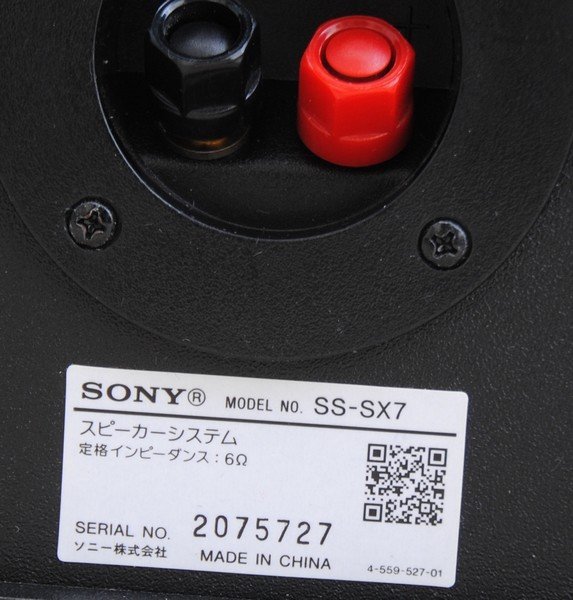 SONY® MODEL NO. SS-SX7
スピーカーシステム
定格インピーダンス:6Ω
SERIAL NO. 2075727
ソニー株式会社 MADE IN CHINA
4-559-527-01